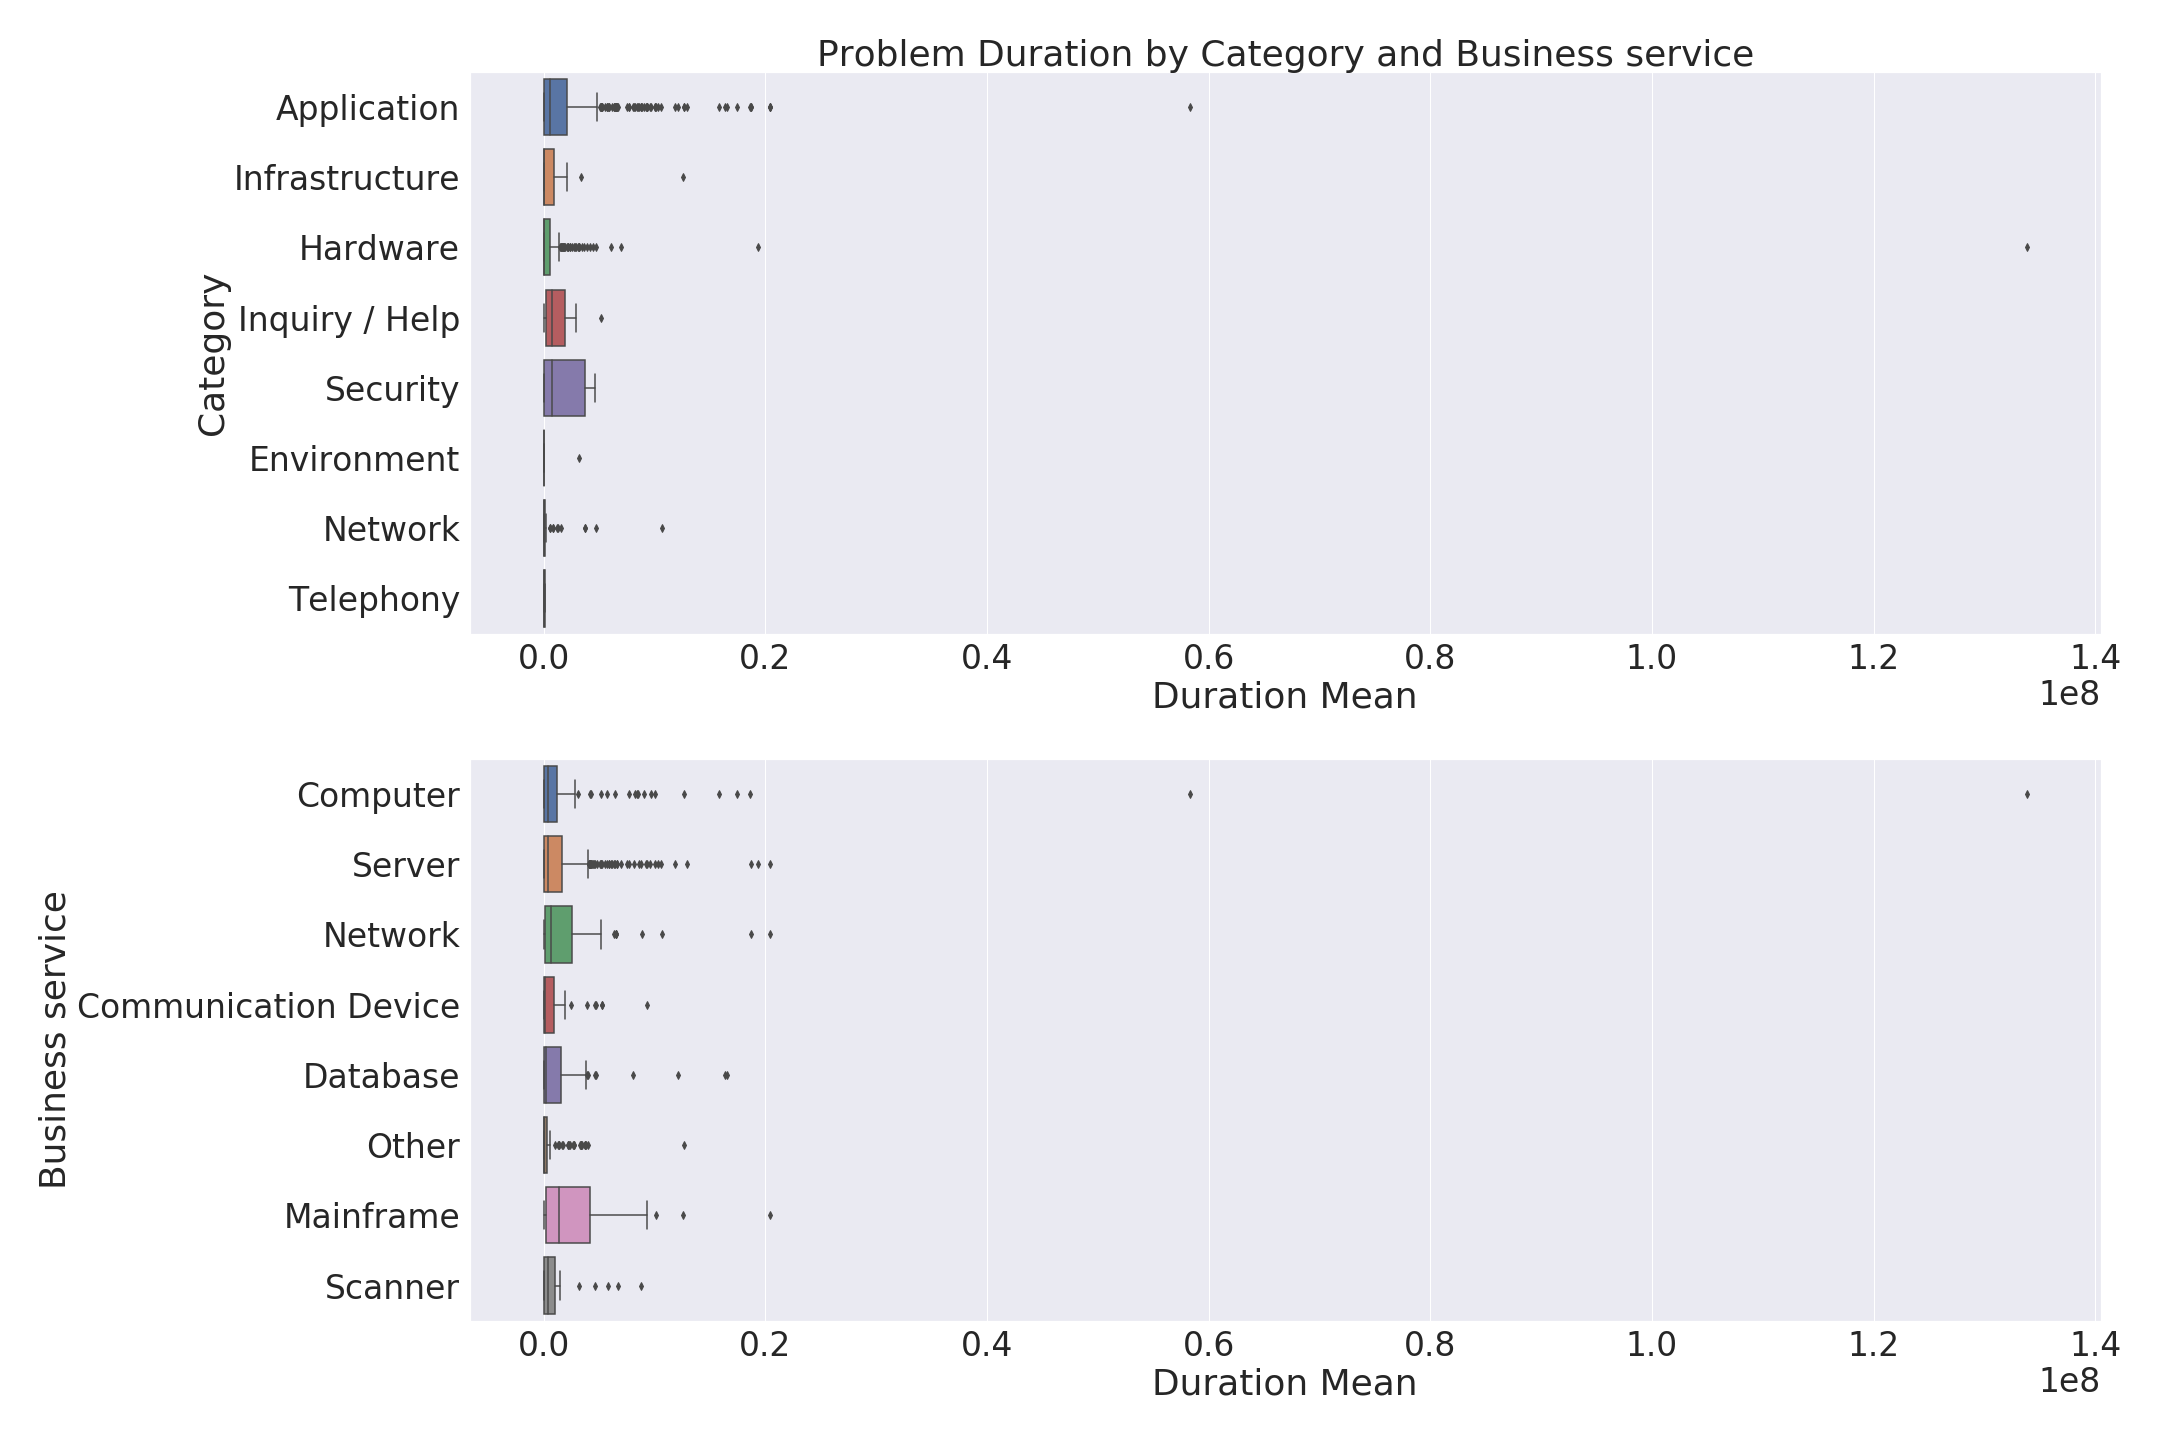 Problem Duration by Category and Business service
Category
Application
Infrastructure
Hardware
Inquiry / Help
Security
Environment
Network
Telephony
0.0 0.2 0.4 0.6 0.8 1.0 1.2 1.4
Duration Mean
1e8
Business service
Computer
Server
Network
Communication Device
Database
Other
Mainframe
Scanner
0.0 0.2 0.4 0.6 0.8 1.0 1.2 1.4
Duration Mean
1e8